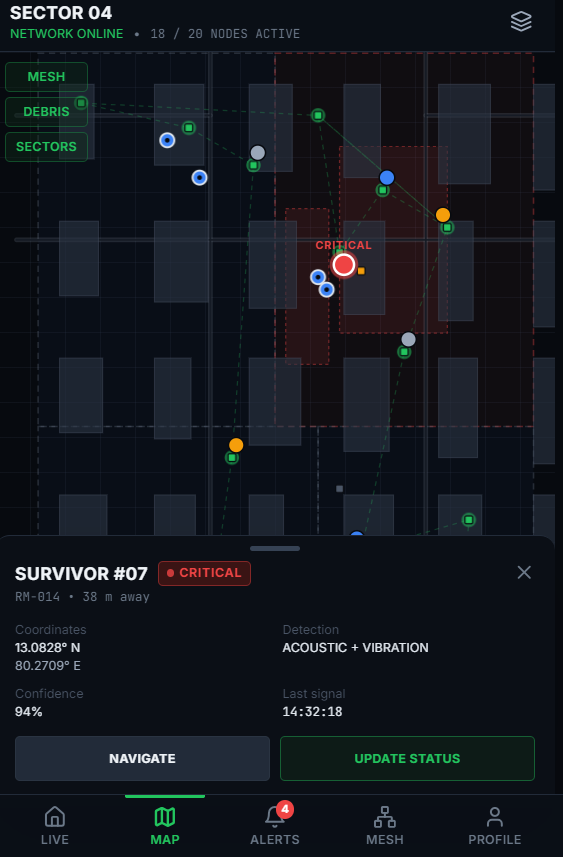 SECTOR 04
NETWORK ONLINE • 18 / 20 NODES ACTIVE
MESH
DEBRIS
SECTORS
CRITICAL
SURVIVOR #07 CRITICAL
RM-014 • 38 m away
Coordinates
13.0828° N
80.2709° E
Detection
ACOUSTIC + VIBRATION
Confidence
94%
Last signal
14:32:18
NAVIGATE
UPDATE STATUS
LIVE
MAP
4
ALERTS
MESH
PROFILE